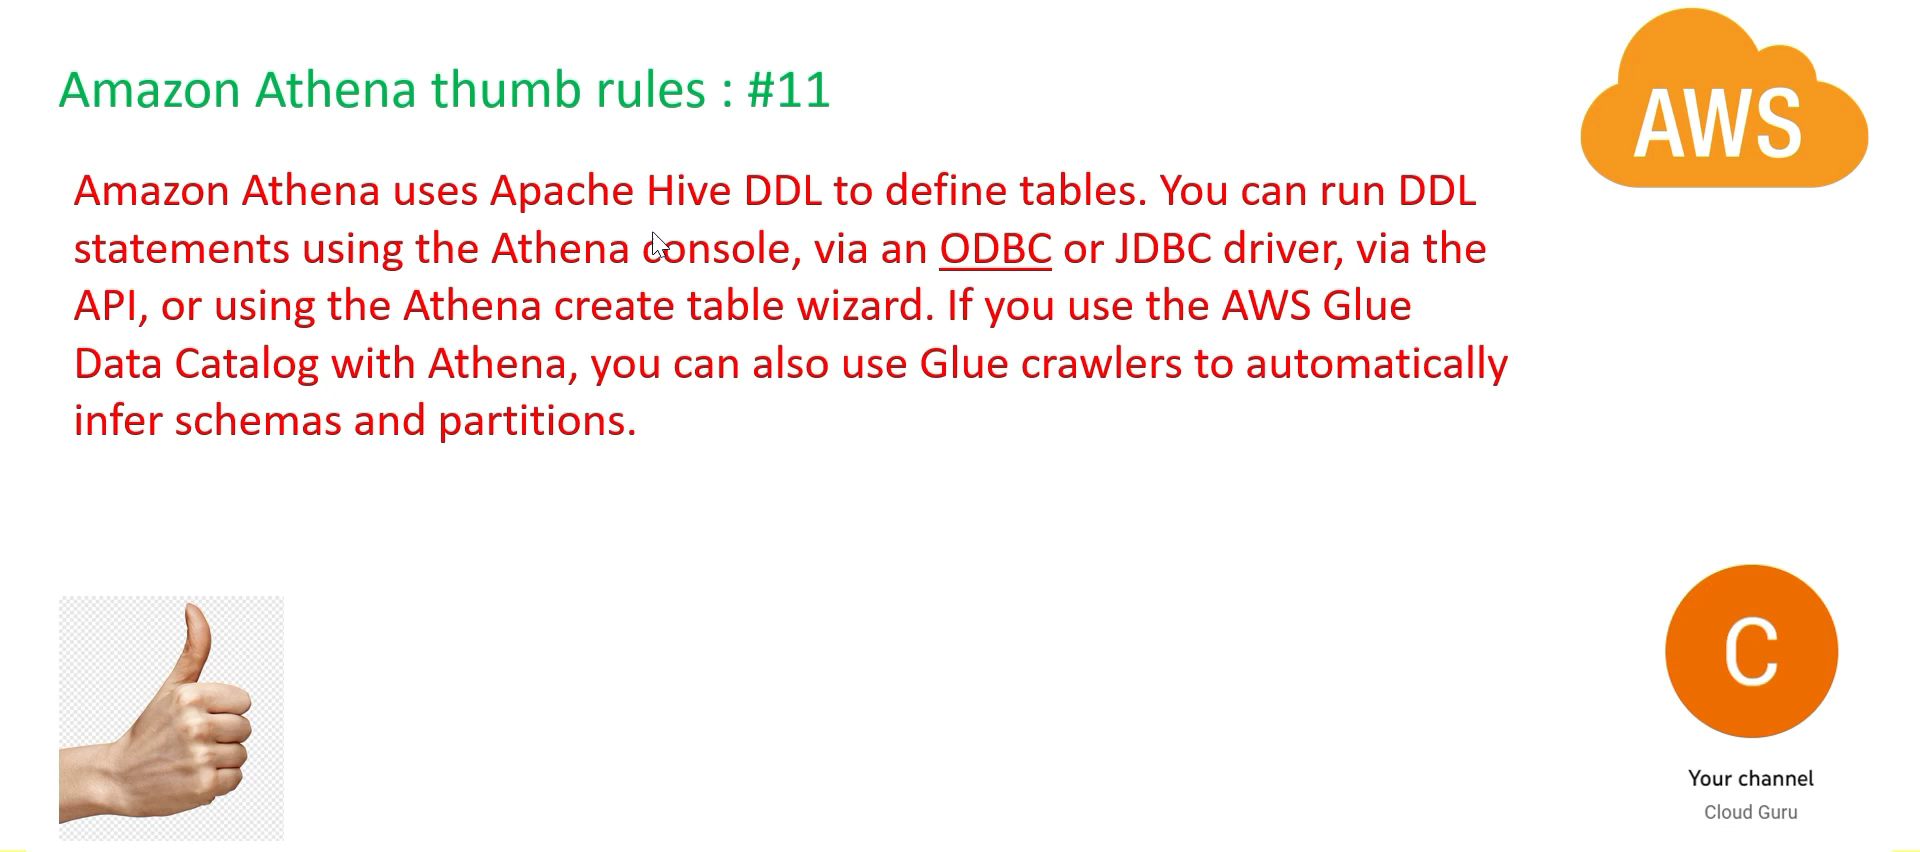 Amazon Athena thumb rules : #11
AWS
Amazon Athena uses Apache Hive DDL to define tables. You can run DDL
statements using the Athena console, via an ODBC or JDBC driver, via the
API, or using the Athena create table wizard. If you use the AWS Glue
Data Catalog with Athena, you can also use Glue crawlers to automatically
infer schemas and partitions.
C
Your channel
Cloud Guru